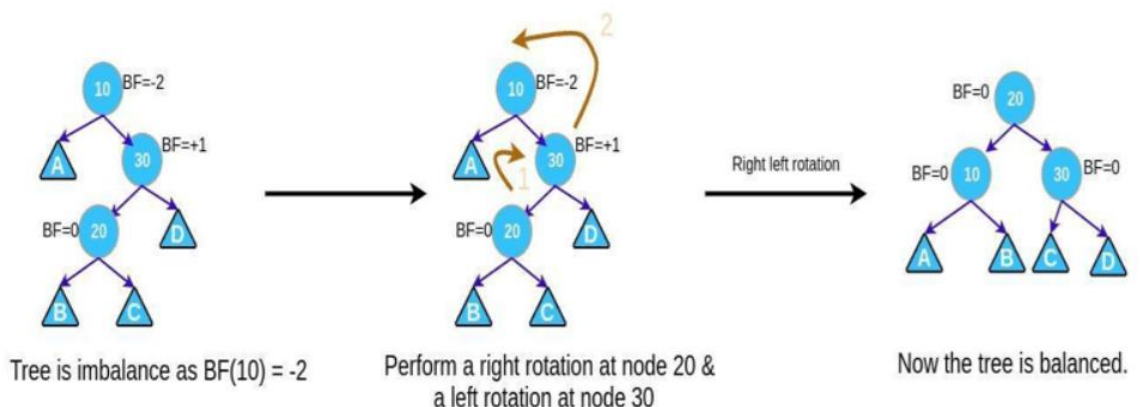 10 BF=-2
A
30 BF=+1
BF=0 20
D
B
C
Tree is imbalance as BF(10) = -2
2
10 BF=-2
A
1
30 BF=+1
BF=0 20
D
B
C
Perform a right rotation at node 20 &
a left rotation at node 30
Right left rotation
BF=0 20
BF=0 10
30 BF=0
A
B
C
D
Now the tree is balanced.